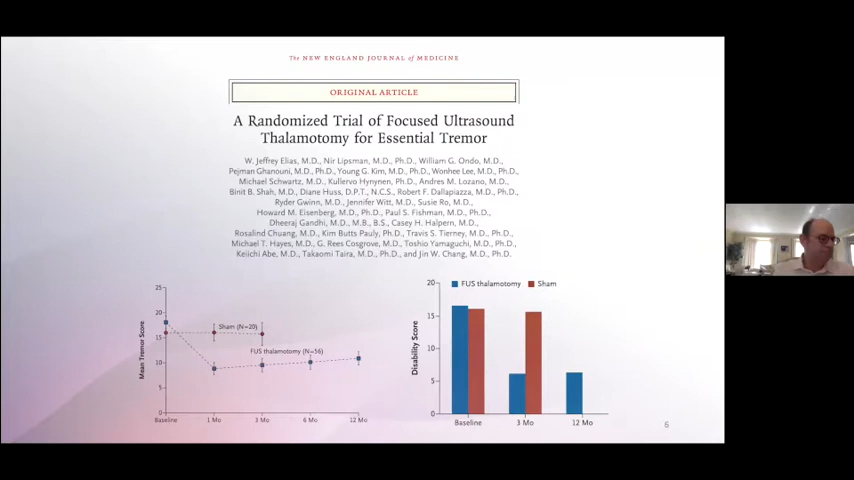 The NEW ENGLAND JOURNAL of MEDICINE
ORIGINAL ARTICLE
A Randomized Trial of Focused Ultrasound
Thalamotomy for Essential Tremor
W. Jeffrey Elias, M.D., Nir Lipsman, M.D., Ph.D., William G. Ondo, M.D.,
Pejman Ghanouni, M.D., Ph.D., Young G. Kim, M.D., Ph.D., Wonhee Lee, M.D., Ph.D.,
Michael Schwartz, M.D., Kullervo Hynynen, Ph.D., Andres M. Lozano, M.D.,
Binit B. Shah, M.D., Diane Huss, D.P.T., N.C.S., Robert F. Dallapiazza, M.D., Ph.D.,
Ryder Gwinn, M.D., Jennifer Witt, M.D., Susie Ro, M.D.,
Howard M. Eisenberg, M.D., Paul S. Fishman, M.D., Ph.D.,
Dheeraj Gandhi, M.D., M.B., B.S., Casey H. Halpern, M.D.,
Rosalind Chuang, M.D., Kim Butts Pauly, Ph.D., Travis S. Tierney, M.D., Ph.D.,
Michael T. Hayes, M.D., G. Rees Cosgrove, M.D., Toshio Yamaguchi, M.D., Ph.D.,
Keiichi Abe, M.D., Takaomi Taira, M.D., Ph.D., and Jin W. Chang, M.D., Ph.D.
Mean Tremor Score
25
20
15
10
5
0
Sham (N=20)
FUS thalamotomy (N=56)
Baseline
1 Mo
3 Mo
6 Mo
12 Mo
FUS thalamotomy
Sham
Disability Score
20
15
10
5
0
Baseline
3 Mo
12 Mo
6